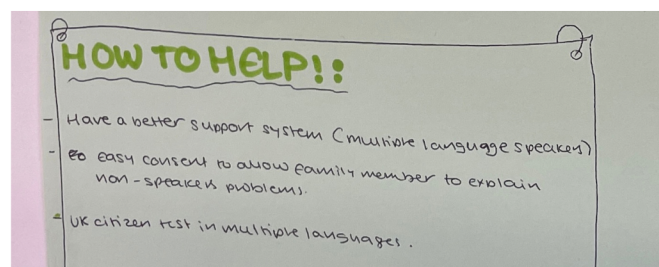 HOW TO HELP!:
- Have a better support system (multiple language speaker)
- easy consent to allow family member to explain
non-speakers problems.
- UK citizen test in multiple languages.